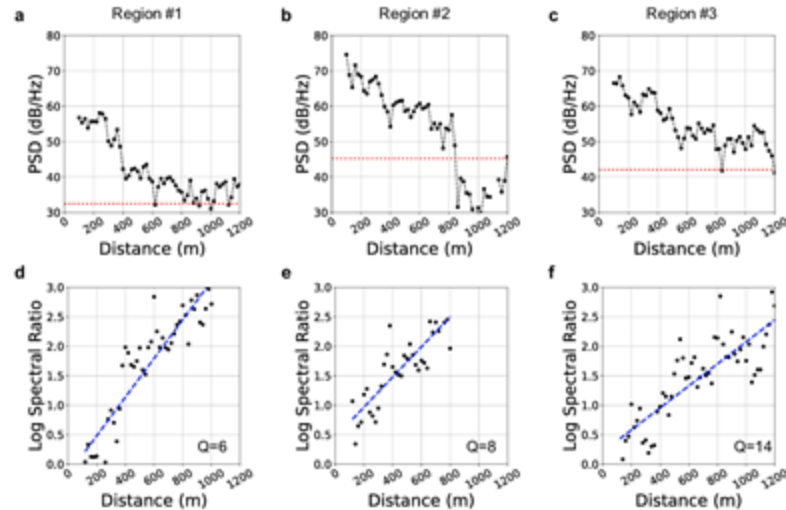 a Region #1
80
70
60
50
40
30
PSD (dB/Hz)
0 200 400 600 800 1000 1200
Distance (m)
b Region #2
80
70
60
50
40
30
PSD (dB/Hz)
0 200 400 600 800 1000 1200
Distance (m)
c Region #3
80
70
60
50
40
30
PSD (dB/Hz)
0 200 400 600 800 1000 1200
Distance (m)
d
3.0
2.5
2.0
1.5
1.0
0.5
0.0
Log Spectral Ratio
Q=6
0 200 400 600 800 1000 1200
Distance (m)
e
3.0
2.5
2.0
1.5
1.0
0.5
0.0
Log Spectral Ratio
Q=8
0 200 400 600 800 1000 1200
Distance (m)
f
3.0
2.5
2.0
1.5
1.0
0.5
0.0
Log Spectral Ratio
Q=14
0 200 400 600 800 1000 1200
Distance (m)